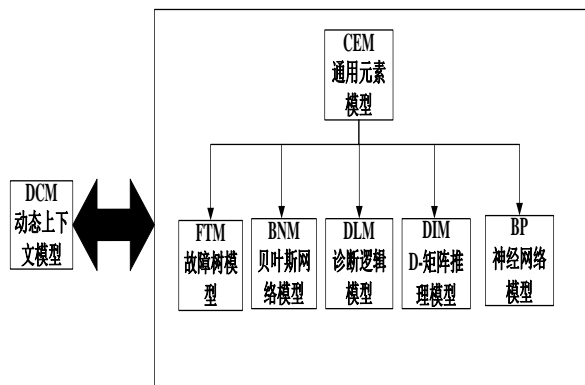 CEM
通用元素
模型
DCM
动态上下
文模型
FTM
故障树模
型
BNM
贝叶斯网
络模型
DLM
诊断逻辑
模型
DIM
D-矩阵推
理模型
BP
神经网络
模型